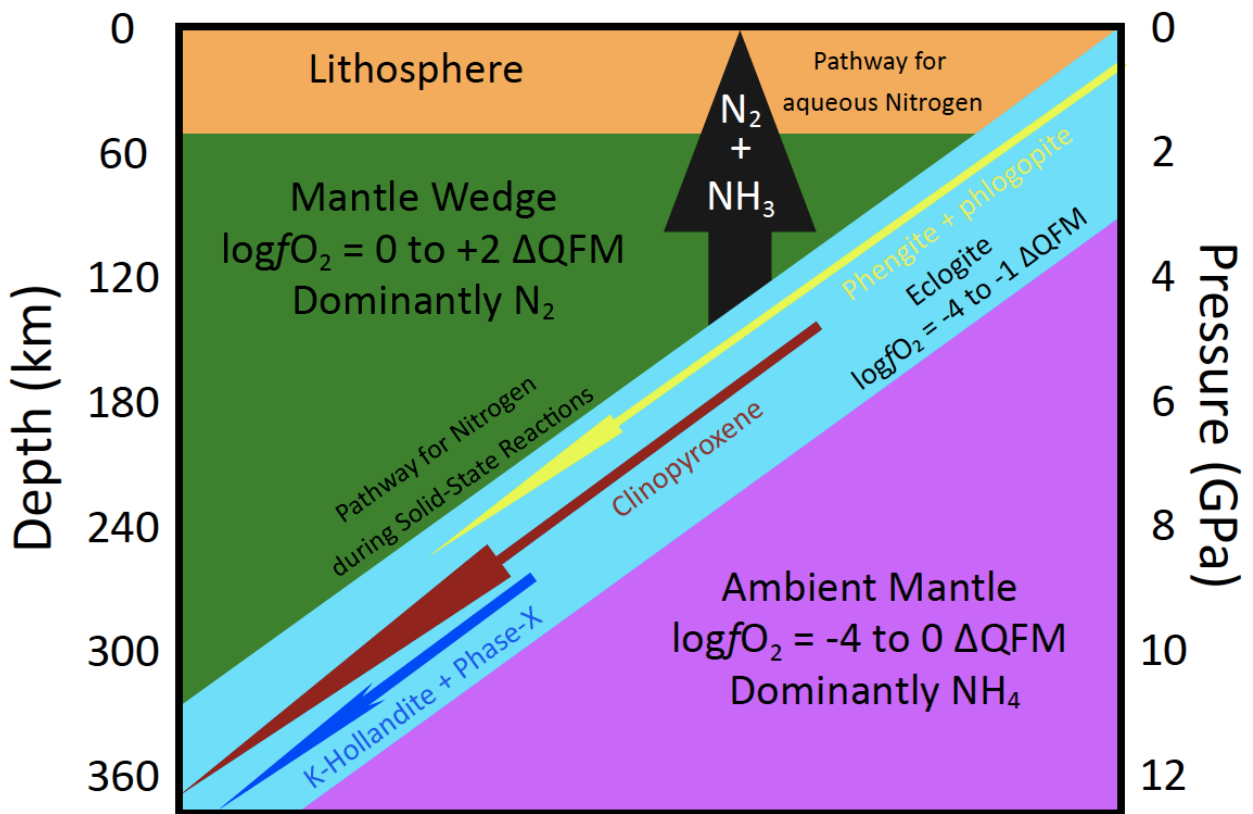 Depth (km)
0
60
120
180
240
300
360
Lithosphere
N₂
+
NH₃
Pathway for
aqueous Nitrogen
Mantle Wedge
logfO₂ = 0 to +2 ΔQFM
Dominantly N₂
Phengite + phlogopite
Eclogite
logfO₂ = -4 to -1 ΔQFM
Pathway for Nitrogen
during Solid-State Reactions
Clinopyroxene
K-Hollandite + Phase-X
Ambient Mantle
logfO₂ = -4 to 0 ΔQFM
Dominantly NH₄
0
2
4
6
8
10
12
Pressure (GPa)